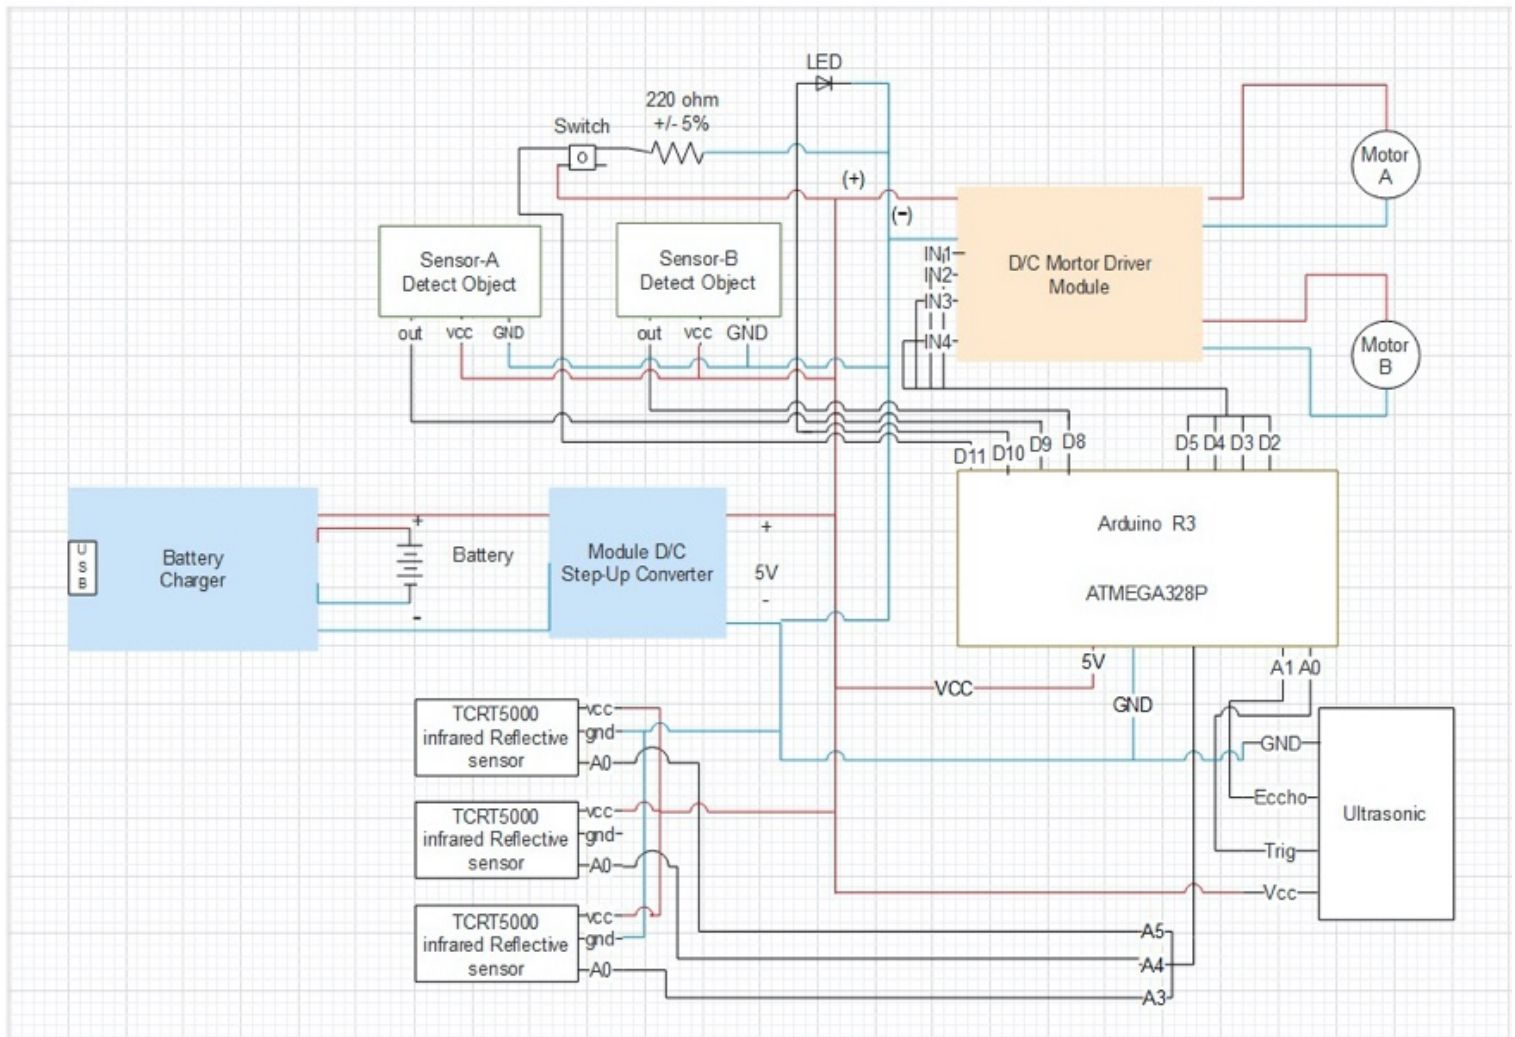 LED
220 ohm
+/- 5%
Switch
(+)
(-)
Motor
A
Sensor-A
Detect Object
out
vcc
GND
Sensor-B
Detect Object
out
vcc
GND
IN1
IN2
IN3
IN4
D/C Mortor Driver
Module
Motor
B
D11
D10
D9
D8
D5
D4
D3
D2
Arduino R3
ATMEGA328P
5V
GND
A1
A0
U
S
B
Battery
Charger
+
Battery
-
Module D/C
Step-Up Converter
+
5V
-
VCC
TCRT5000
infrared Reflective
sensor
vcc
gnd
A0
TCRT5000
infrared Reflective
sensor
vcc
gnd
A0
TCRT5000
infrared Reflective
sensor
vcc
gnd
A0
GND
Eccho
Trig
Vcc
Ultrasonic
A5
A4
A3